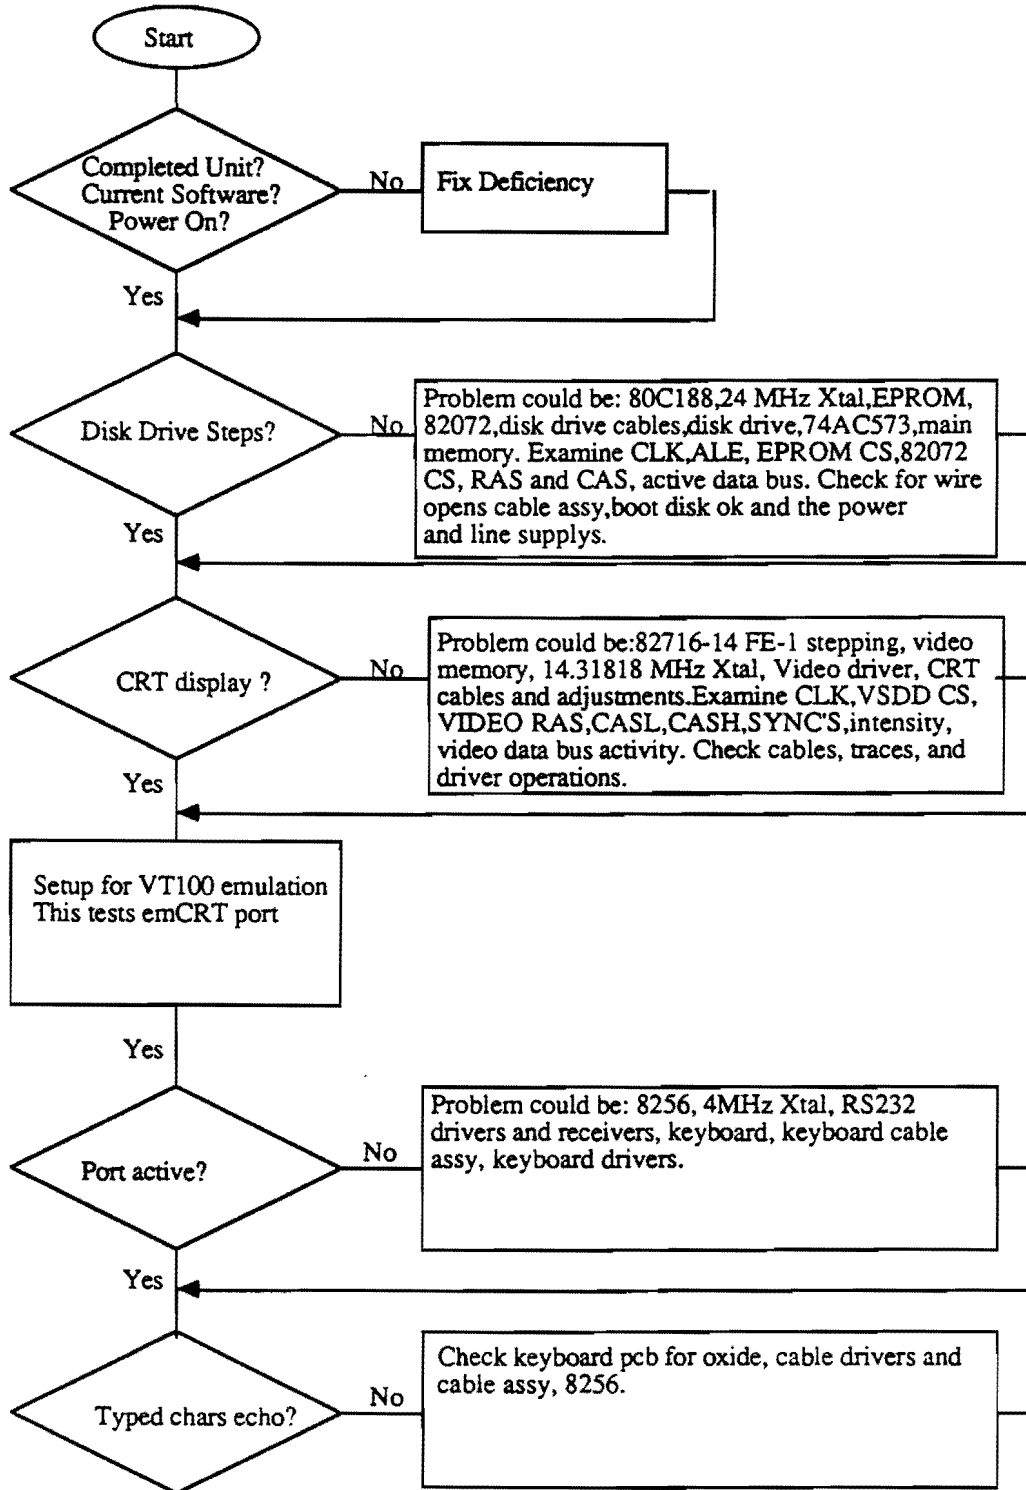 Start
Completed Unit?
Current Software?
Power On?
No
Fix Deficiency
Yes
Disk Drive Steps?
No
Problem could be: 80C188,24 MHz Xtal,EPROM,
82072,disk drive cables,disk drive,74AC573,main
memory. Examine CLK,ALE, EPROM CS,82072
CS, RAS and CAS, active data bus. Check for wire
opens cable assy,boot disk ok and the power
and line supplys.
Yes
CRT display ?
No
Problem could be:82716-14 FE-1 stepping, video
memory, 14.31818 MHz Xtal, Video driver, CRT
cables and adjustments.Examine CLK,VSDD CS,
VIDEO RAS,CASL,CASH,SYNC'S,intensity,
video data bus activity. Check cables, traces, and
driver operations.
Yes
Setup for VT100 emulation
This tests emCRT port
Yes
Port active?
No
Problem could be: 8256, 4MHz Xtal, RS232
drivers and receivers, keyboard, keyboard cable
assy, keyboard drivers.
Yes
Typed chars echo?
No
Check keyboard pcb for oxide, cable drivers and
cable assy, 8256.